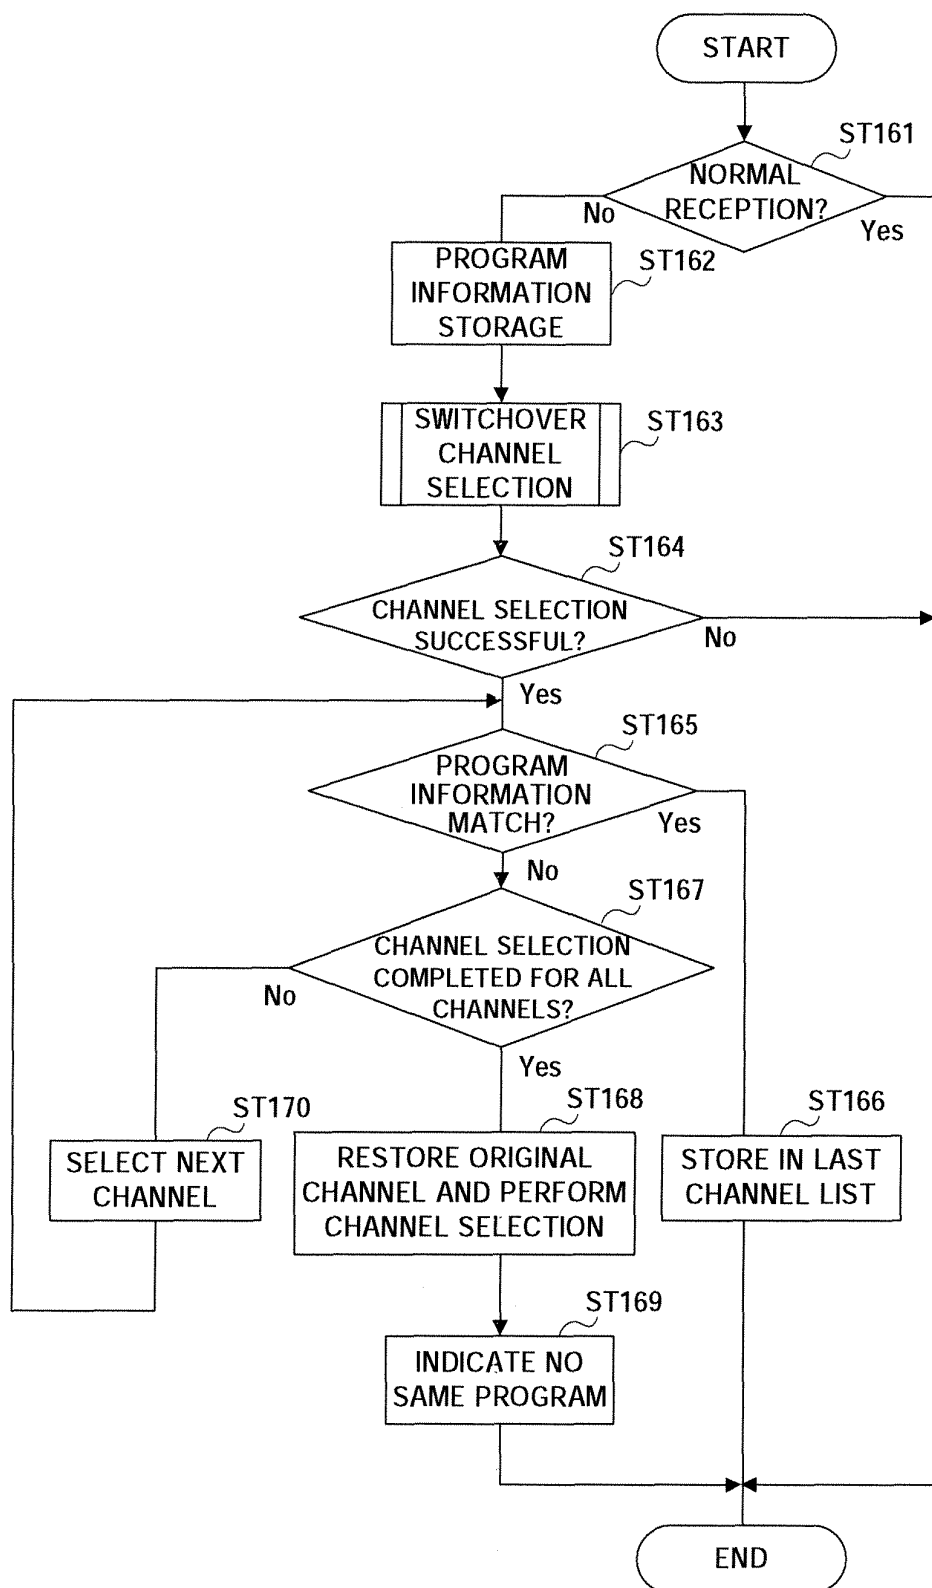 START
ST161
NORMAL
RECEPTION?
No
Yes
PROGRAM
INFORMATION
STORAGE
ST162
SWITCHOVER
CHANNEL
SELECTION
ST163
ST164
CHANNEL SELECTION
SUCCESSFUL?
No
Yes
ST165
PROGRAM
INFORMATION
MATCH?
Yes
No
ST167
CHANNEL SELECTION
COMPLETED FOR ALL
CHANNELS?
No
Yes
ST170
SELECT NEXT
CHANNEL
ST168
RESTORE ORIGINAL
CHANNEL AND PERFORM
CHANNEL SELECTION
ST166
STORE IN LAST
CHANNEL LIST
ST169
INDICATE NO
SAME PROGRAM
END